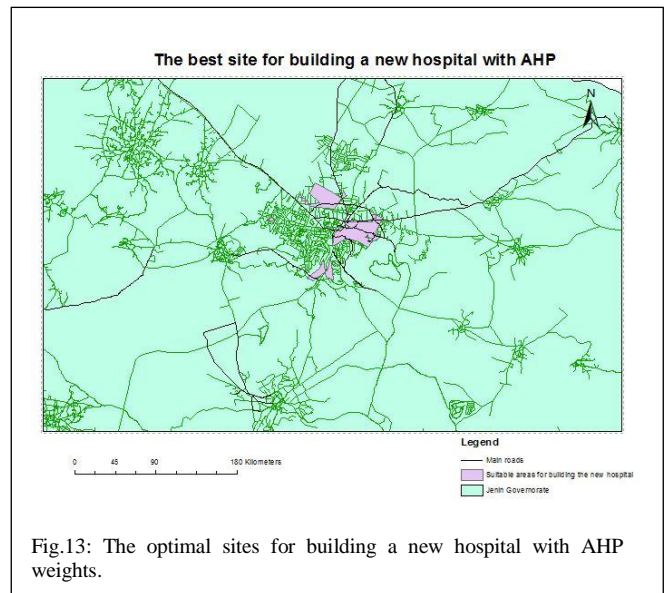 The best site for building a new hospital with AHP
N
Legend
Main roads
Suitable areas for building the new hospital
Jenin Governorate
0 45 90 180 Kilometers
Fig.13: The optimal sites for building a new hospital with AHP
weights.